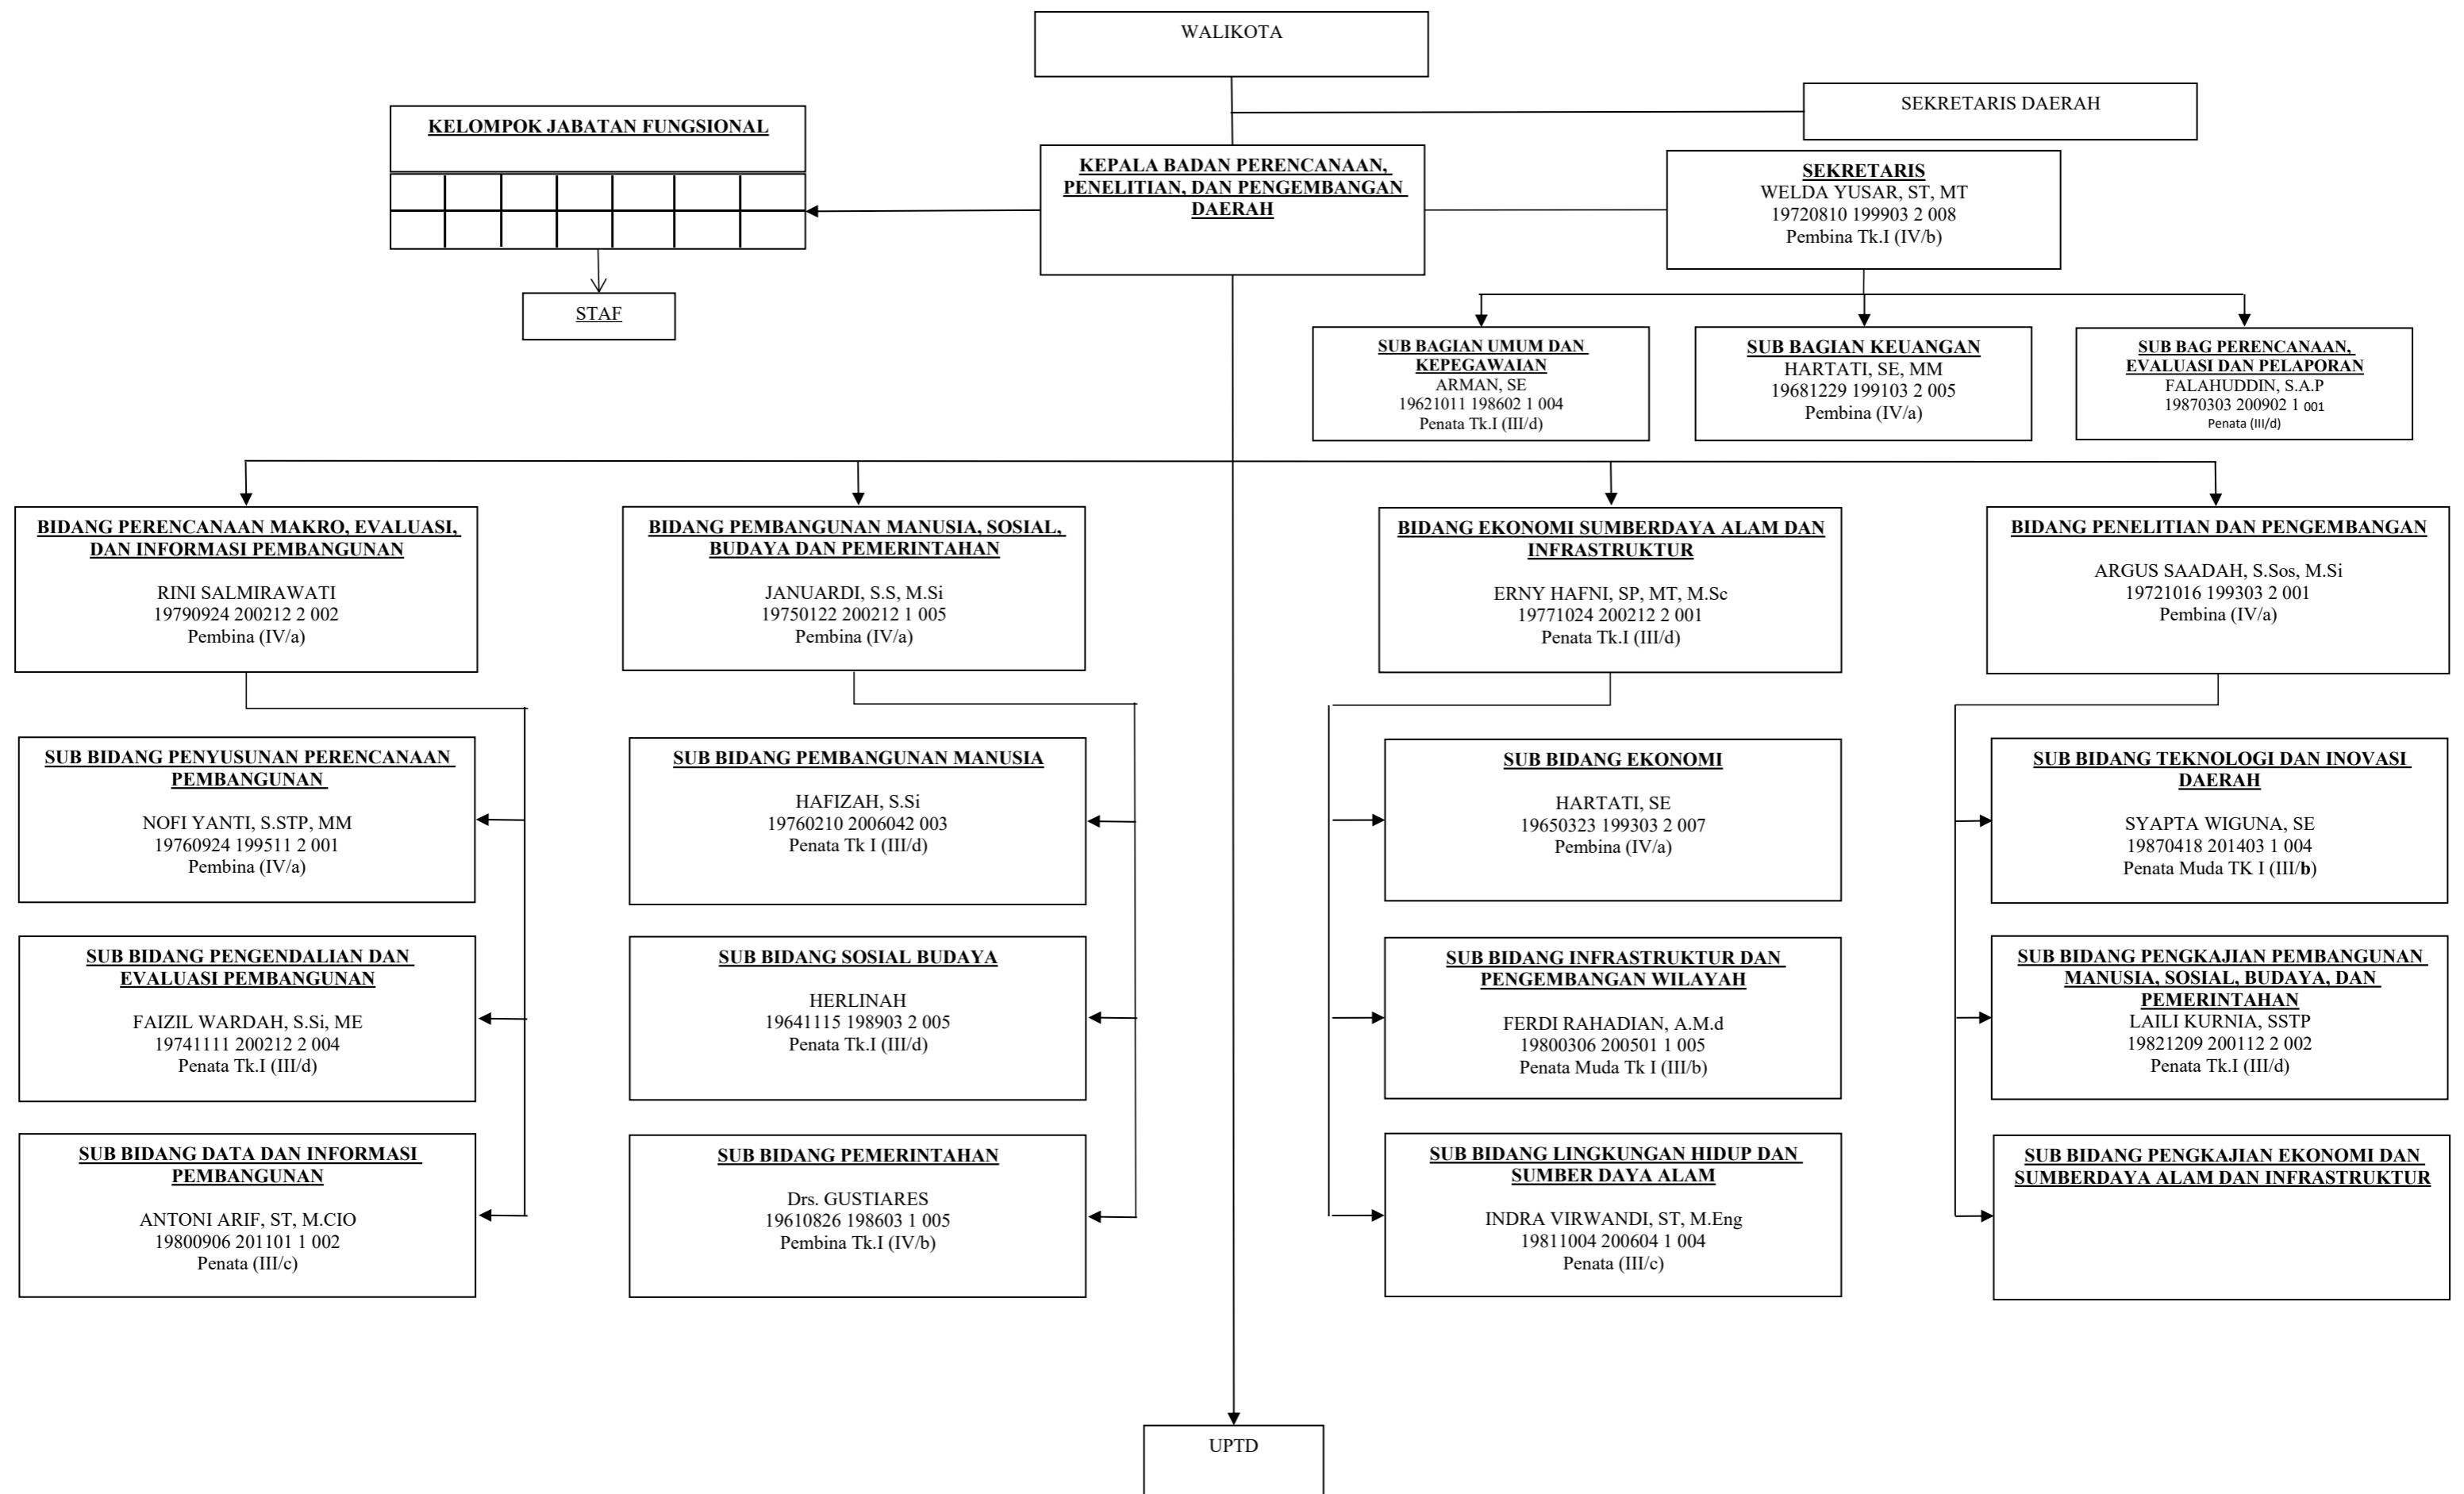 WALIKOTA
SEKRETARIS DAERAH
KELOMPOK JABATAN FUNGSIONAL
KEPALA BADAN PERENCANAAN,
PENELITIAN, DAN PENGEMBANGAN
DAERAH
SEKRETARIS
WELDA YUSAR, ST, MT
19720810 199903 2 008
Pembina Tk.I (IV/b)
STAF
SUB BAGIAN UMUM DAN
KEPEGAWAIAN
ARMAN, SE
19621011 198602 1 004
Penata Tk.I (III/d)
SUB BAGIAN KEUANGAN
HARTATI, SE, MM
19681229 199103 2 005
Pembina (IV/a)
SUB BAG PERENCANAAN,
EVALUASI DAN PELAPORAN
FALAHUDDIN, S.A.P
19870303 200902 1 001
Penata (III/d)
BIDANG PERENCANAAN MAKRO, EVALUASI,
DAN INFORMASI PEMBANGUNAN
RINI SALMIRAWATI
19790924 200212 2 002
Pembina (IV/a)
BIDANG PEMBANGUNAN MANUSIA, SOSIAL,
BUDAYA DAN PEMERINTAHAN
JANUARDI, S.S, M.Si
19750122 200212 1 005
Pembina (IV/a)
BIDANG EKONOMI SUMBERDAYA ALAM DAN
INFRASTRUKTUR
ERNY HAFNI, SP, MT, M.Sc
19771024 200212 2 001
Penata Tk.I (III/d)
BIDANG PENELITIAN DAN PENGEMBANGAN
ARGUS SAADAH, S.Sos, M.Si
19721016 199303 2 001
Pembina (IV/a)
SUB BIDANG PENYUSUNAN PERENCANAAN
PEMBANGUNAN
NOFI YANTI, S.STP, MM
19760924 199511 2 001
Pembina (IV/a)
SUB BIDANG PEMBANGUNAN MANUSIA
HAFIZAH, S.Si
19760210 2006042 003
Penata Tk I (III/d)
SUB BIDANG EKONOMI
HARTATI, SE
19650323 199303 2 007
Pembina (IV/a)
SUB BIDANG TEKNOLOGI DAN INOVASI
DAERAH
SYAPTA WIGUNA, SE
19870418 201403 1 004
Penata Muda TK I (III/b)
SUB BIDANG PENGENDALIAN DAN
EVALUASI PEMBANGUNAN
FAIZIL WARDAH, S.Si, ME
19741111 200212 2 004
Penata Tk.I (III/d)
SUB BIDANG SOSIAL BUDAYA
HERLINAH
19641115 198903 2 005
Penata Tk.I (III/d)
SUB BIDANG INFRASTRUKTUR DAN
PENGEMBANGAN WILAYAH
FERDI RAHADIAN, A.M.d
19800306 200501 1 005
Penata Muda Tk I (III/b)
SUB BIDANG PENGKAJIAN PEMBANGUNAN
MANUSIA, SOSIAL, BUDAYA, DAN
PEMERINTAHAN
LAILI KURNIA, SSTP
19821209 200112 2 002
Penata Tk.I (III/d)
SUB BIDANG DATA DAN INFORMASI
PEMBANGUNAN
ANTONI ARIF, ST, M.CIO
19800906 201101 1 002
Penata (III/c)
SUB BIDANG PEMERINTAHAN
Drs. GUSTIARES
19610826 198603 1 005
Pembina Tk.I (IV/b)
SUB BIDANG LINGKUNGAN HIDUP DAN
SUMBER DAYA ALAM
INDRA VIRWANDI, ST, M.Eng
19811004 200604 1 004
Penata (III/c)
SUB BIDANG PENGKAJIAN EKONOMI DAN
SUMBERDAYA ALAM DAN INFRASTRUKTUR
UPTD